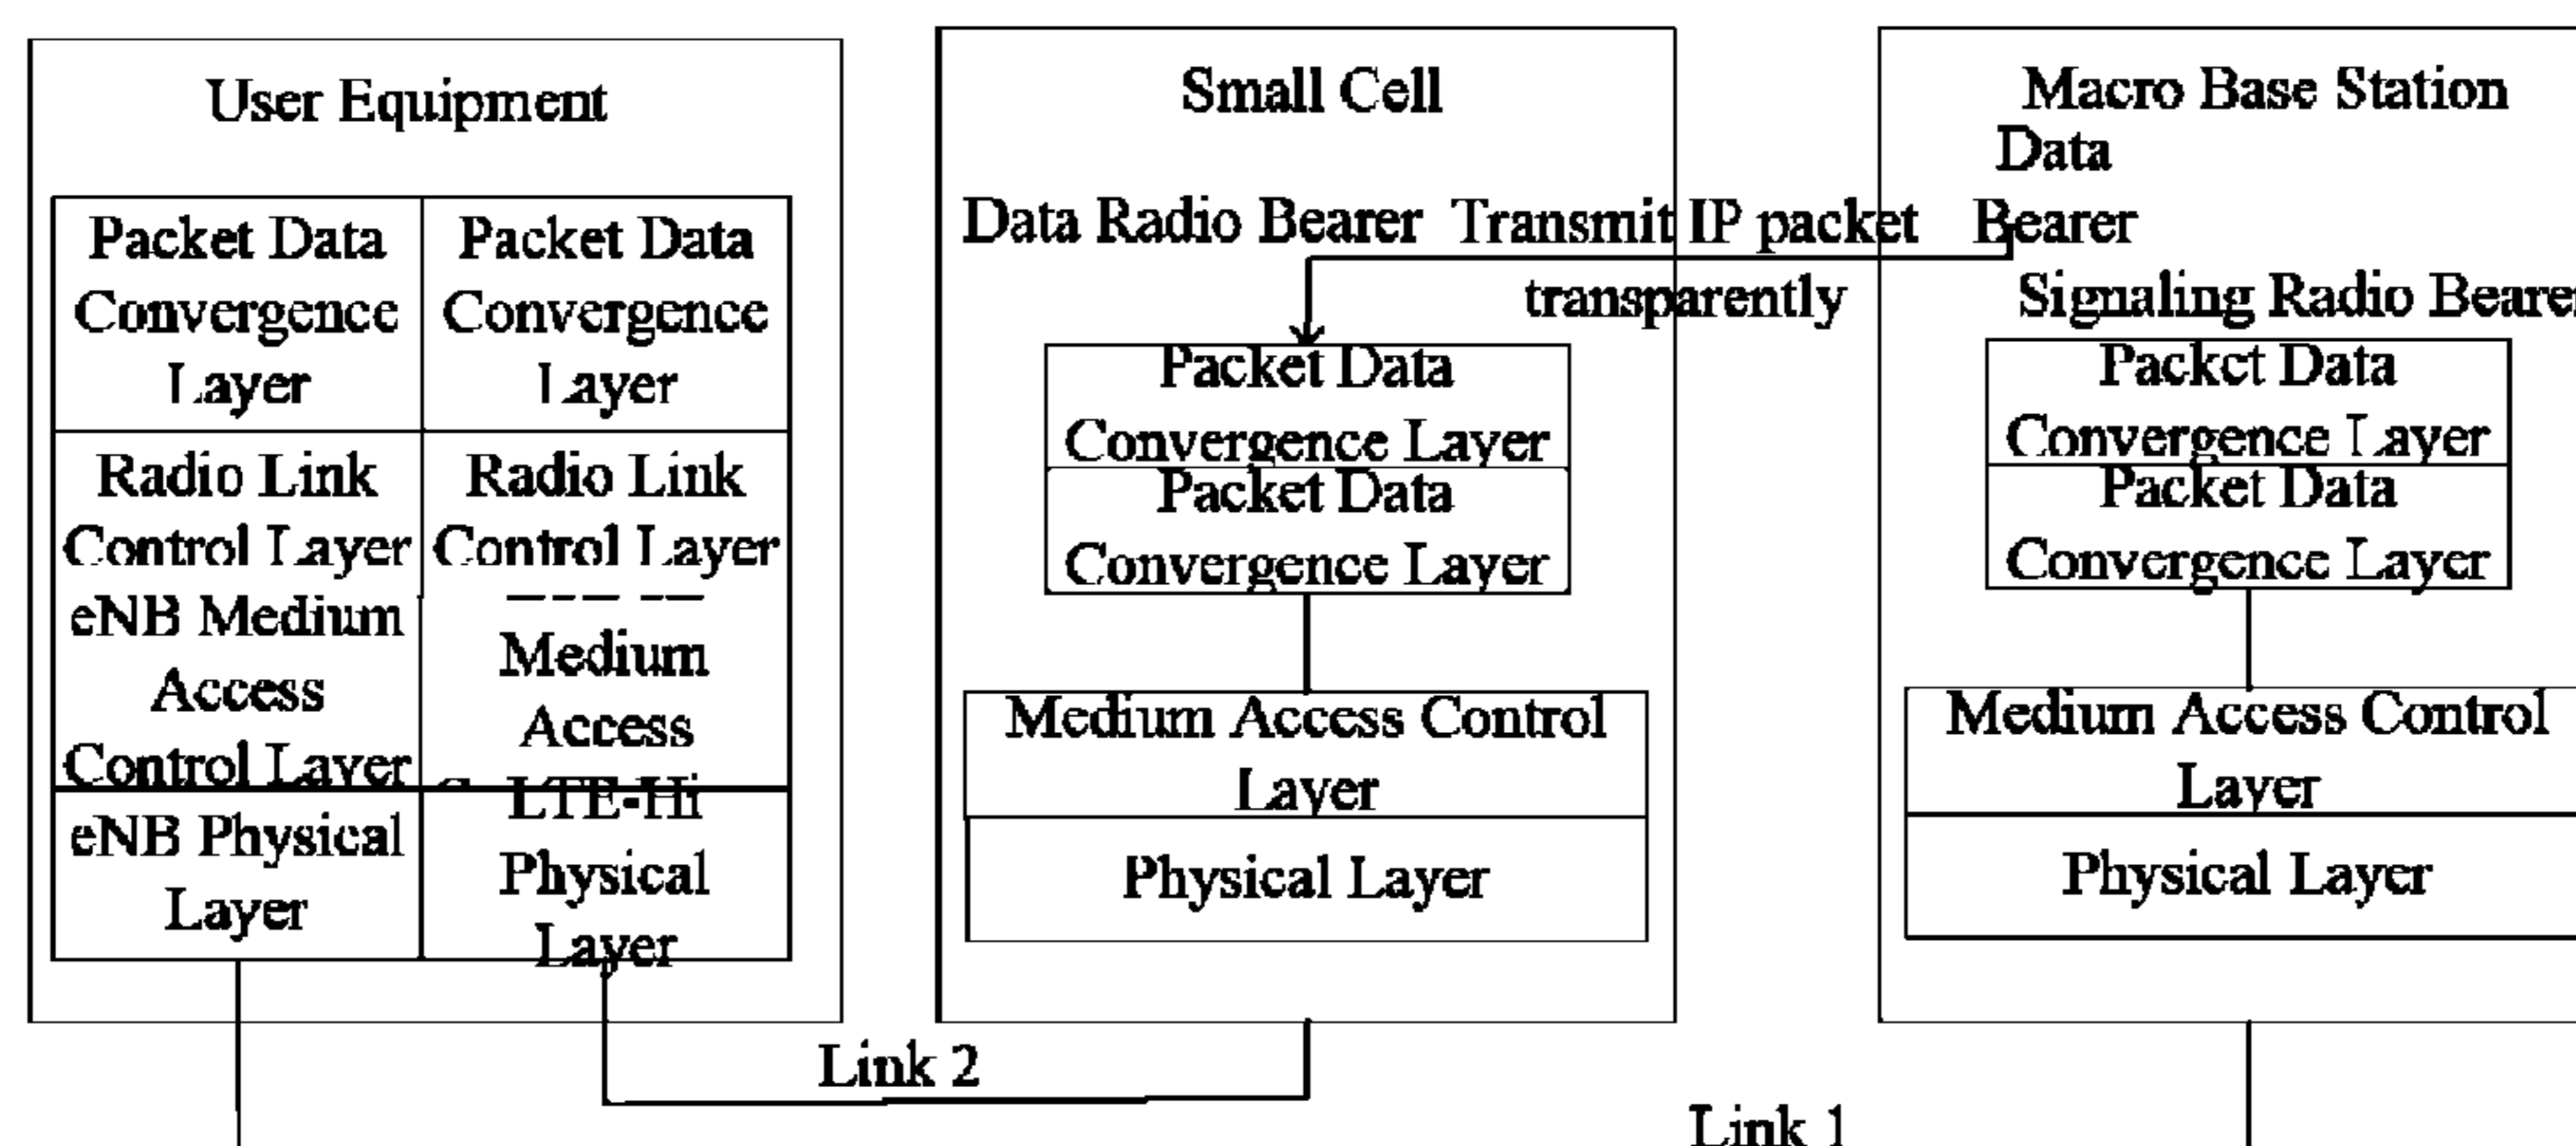 User Equipment
Packet Data
Convergence
Layer
Packet Data
Convergence
Layer
Radio Link
Control Layer
Radio Link
Control Layer
eNB Medium
Access
Control Layer
Medium
Access
eNB Physical
Layer
LTE-Hi
Physical
Layer
Small Cell
Data Radio Bearer
Transmit IP packet
transparently
Packet Data
Convergence Layer
Packet Data
Convergence Layer
Medium Access Control
Layer
Physical Layer
Macro Base Station
Data
Bearer
Signaling Radio Bearer
Packet Data
Convergence Layer
Packet Data
Convergence Layer
Medium Access Control
Layer
Physical Layer
Link 2
Link 1